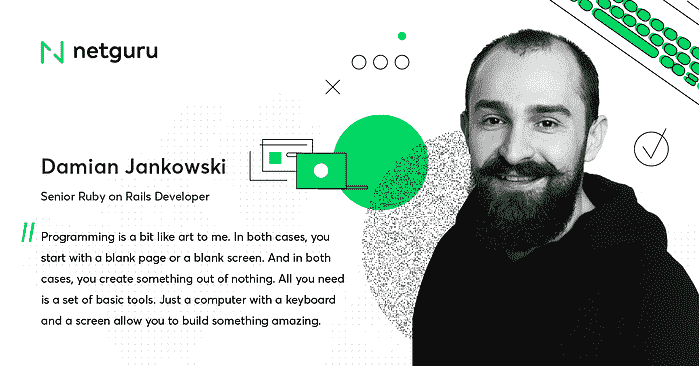 netguru
Damian Jankowski
Senior Ruby on Rails Developer
Programming is a bit like art to me. In both cases, you
start with a blank page or a blank screen. And in both
cases, you create something out of nothing. All you need
is a set of basic tools. Just a computer with a keyboard
and a screen allow you to build something amazing.